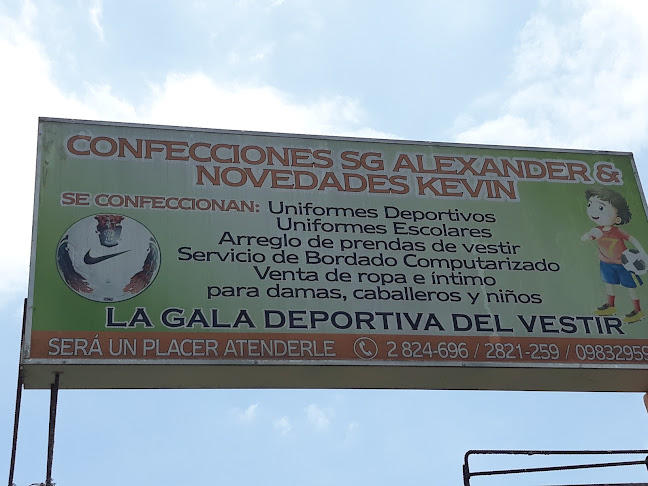 CONFECCIONES SG ALEXANDER &
NOVEDADES KEVIN
SE CONFECCIONAN: Uniformes Deportivos
Uniformes Escolares
Arreglo de prendas de vestir
Servicio de Bordado Computarizado
Venta de ropa e íntimo
para damas, caballeros y niños
LA GALA DEPORTIVA DEL VESTIR
SERÁ UN PLACER ATENDERLE 2 824-696 / 2821-259 / 09832959